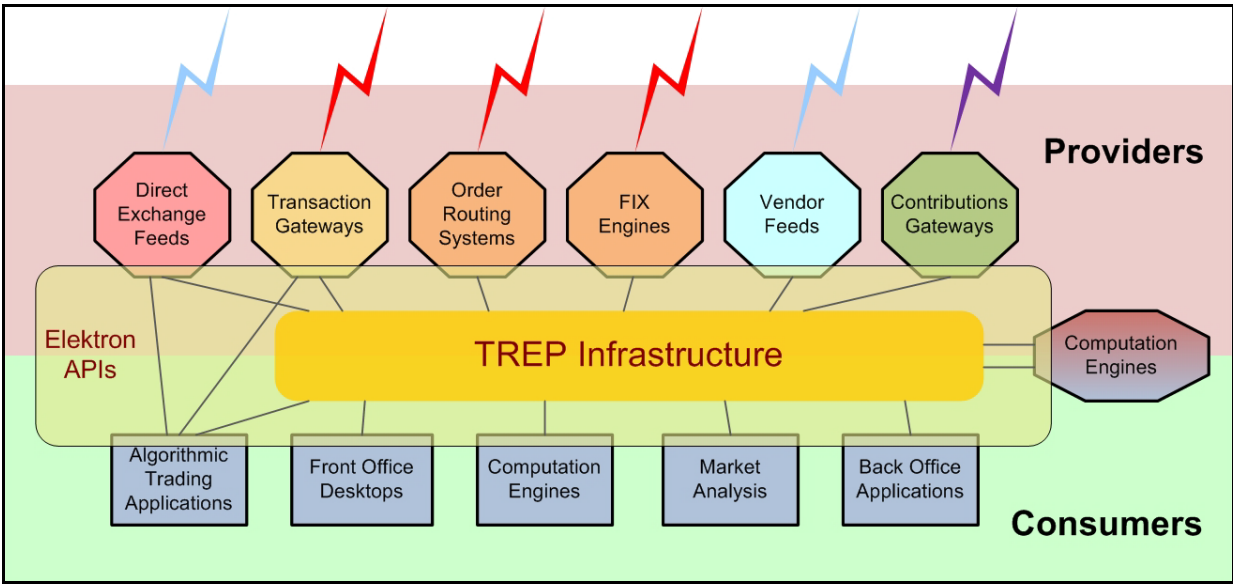 Providers
Direct
Exchange
Feeds
Transaction
Gateways
Order
Routing
Systems
FIX
Engines
Vendor
Feeds
Contributions
Gateways
Elektron
APIs
TREP Infrastructure
Computation
Engines
Algorithmic
Trading
Applications
Front Office
Desktops
Computation
Engines
Market
Analysis
Back Office
Applications
Consumers